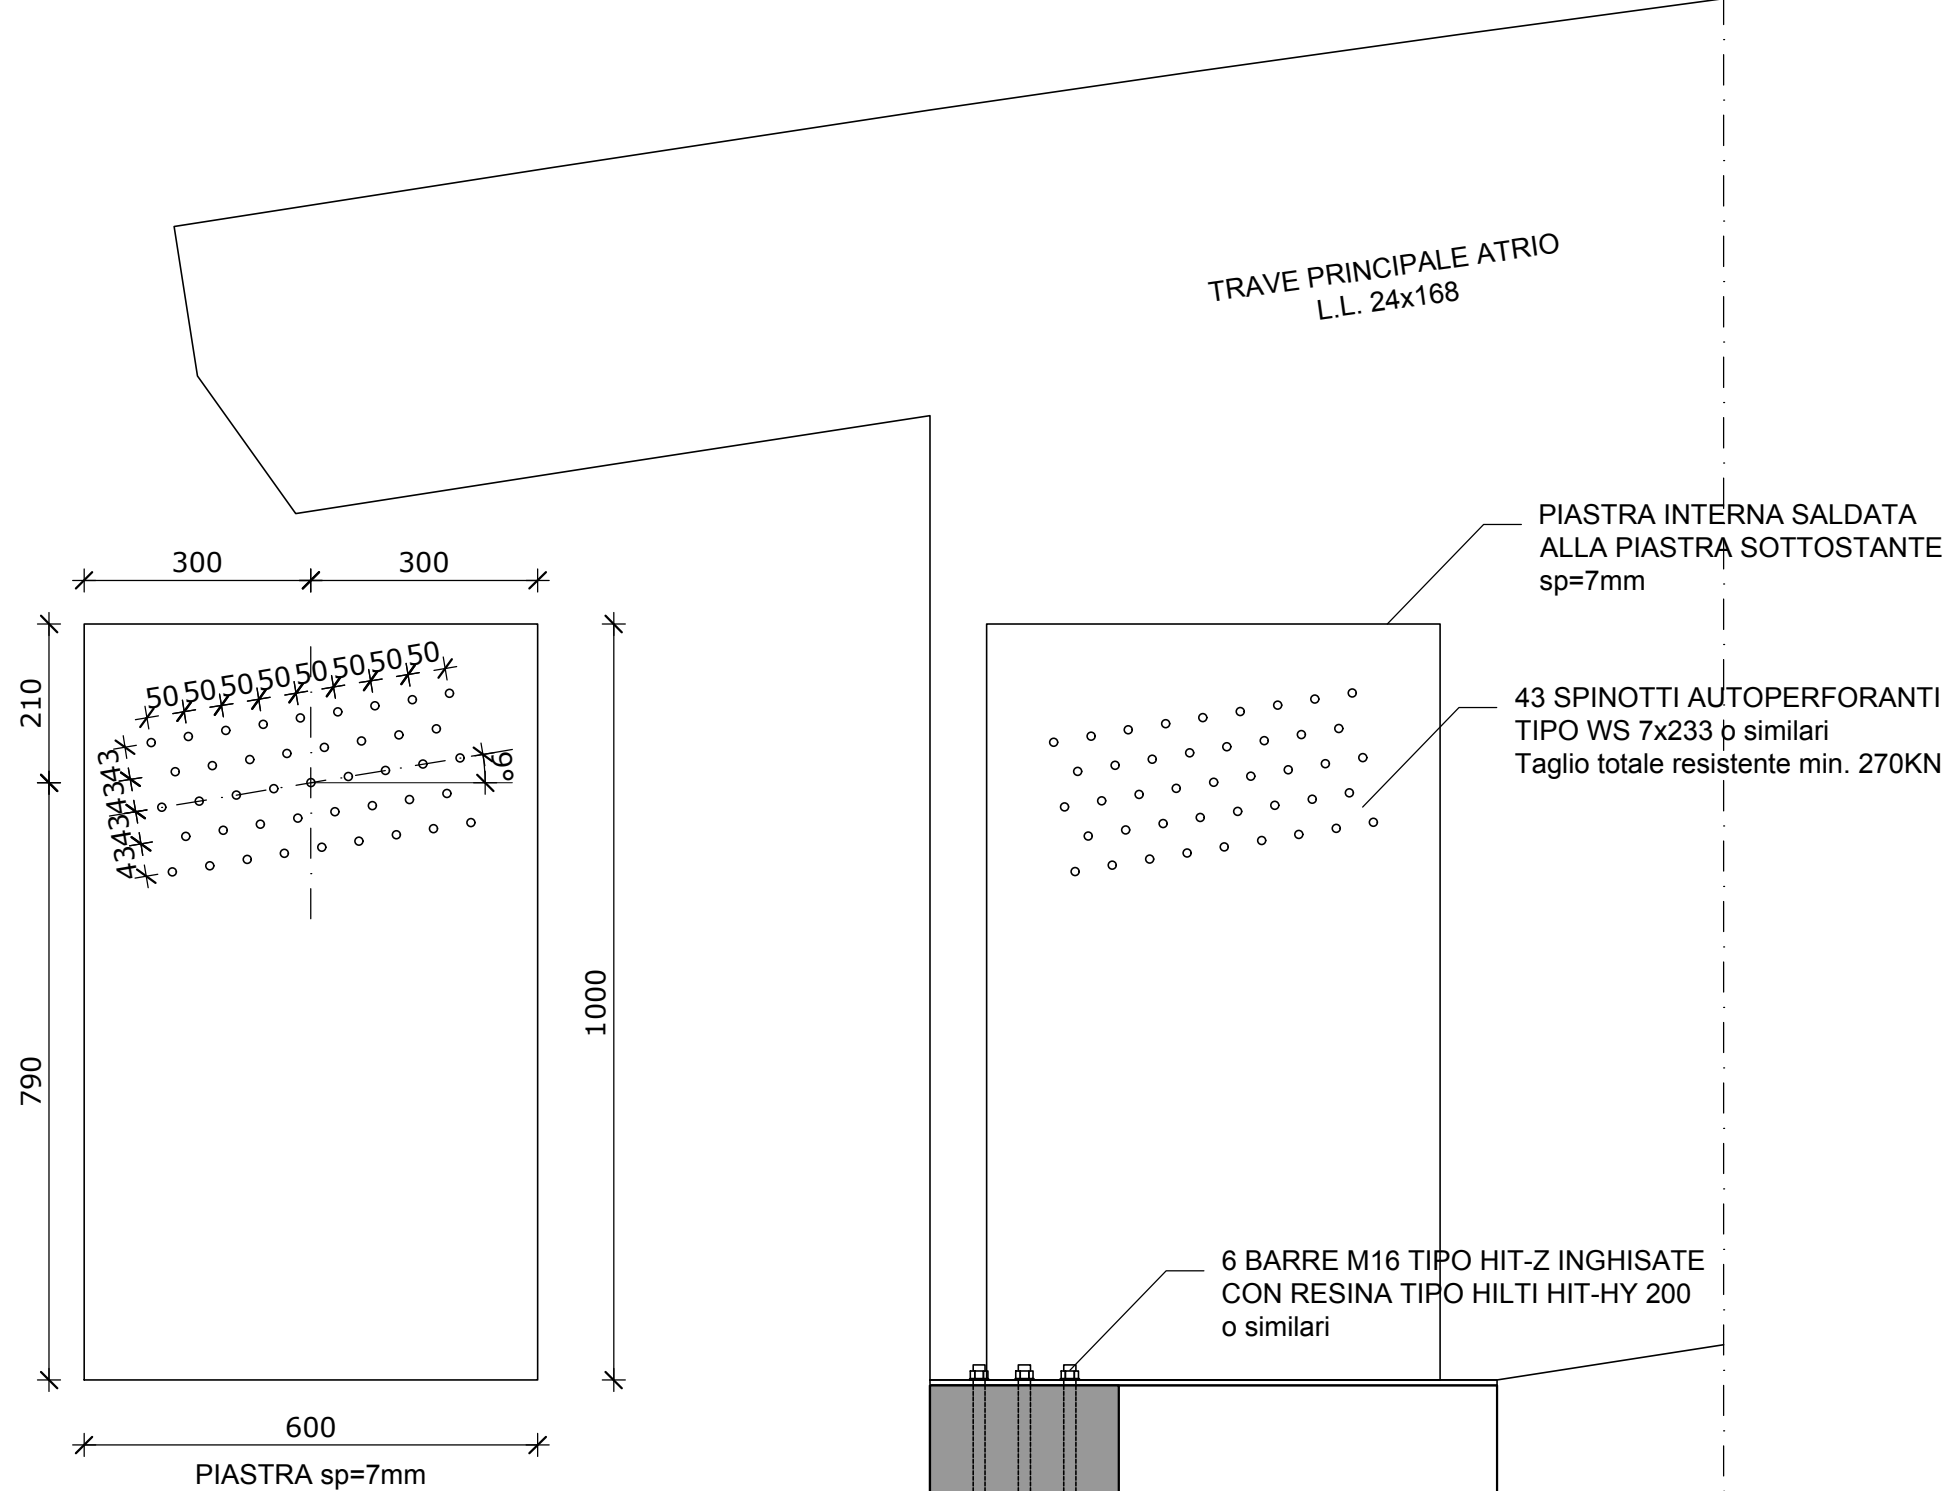 TRAVE PRINCIPALE ATRIO
L.L. 24x168
PIASTRA INTERNA SALDATA
ALLA PIASTRA SOTTOSTANTE
sp=7mm
300
300
50
50
50
50
50
50
50
50
43
43
43
43
9°
210
790
1000
43 SPINOTTI AUTOPERFORANTI
TIPO WS 7x233 o similari
Taglio totale resistente min. 270KN
6 BARRE M16 TIPO HIT-Z INGHISATE
CON RESINA TIPO HILTI HIT-HY 200
o similari
600
PIASTRA sp=7mm